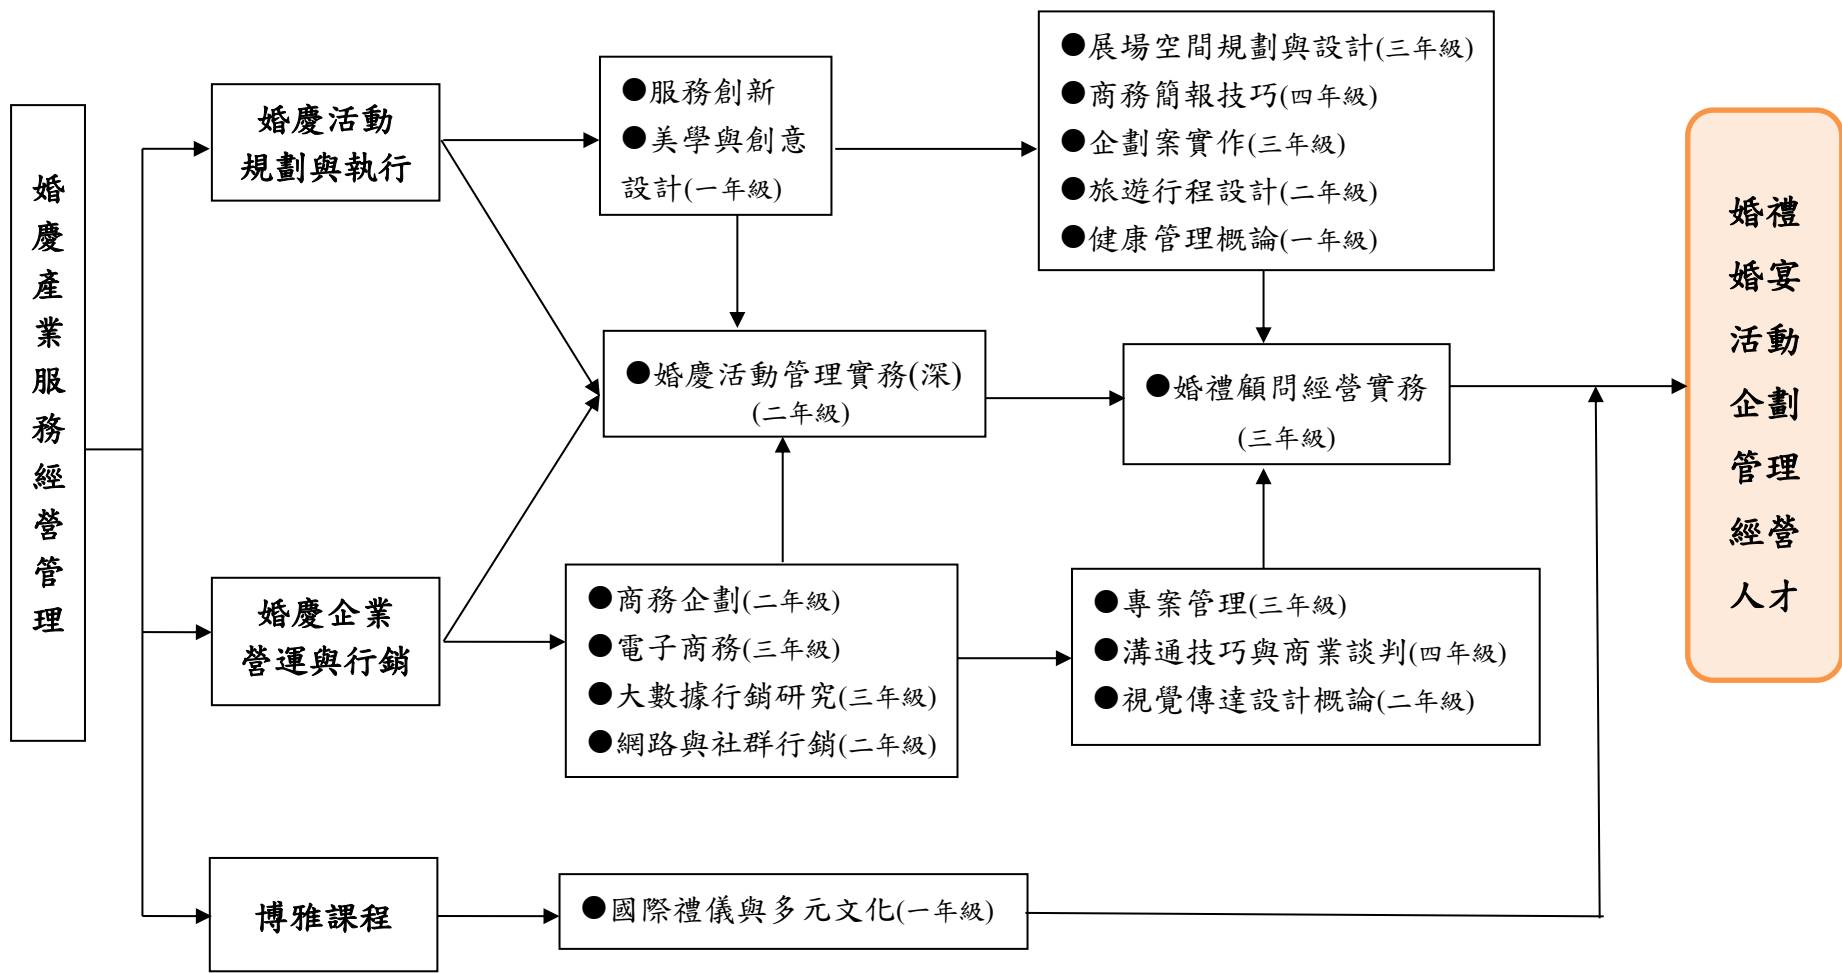 婚慶產業服務經營管理
婚慶活動
規劃與執行
●服務創新
●美學與創意
設計(一年級)
●展場空間規劃與設計(三年級)
●商務簡報技巧(四年級)
●企劃案實作(三年級)
●旅遊行程設計(二年級)
●健康管理概論(一年級)
●婚慶活動管理實務(深)
(二年級)
●婚禮顧問經營實務
(三年級)
婚慶企業
營運與行銷
●商務企劃(二年級)
●電子商務(三年級)
●大數據行銷研究(三年級)
●網路與社群行銷(二年級)
●專案管理(三年級)
●溝通技巧與商業談判(四年級)
●視覺傳達設計概論(二年級)
博雅課程
●國際禮儀與多元文化(一年級)
婚禮
婚宴
活動
企劃
管理
經營
人才